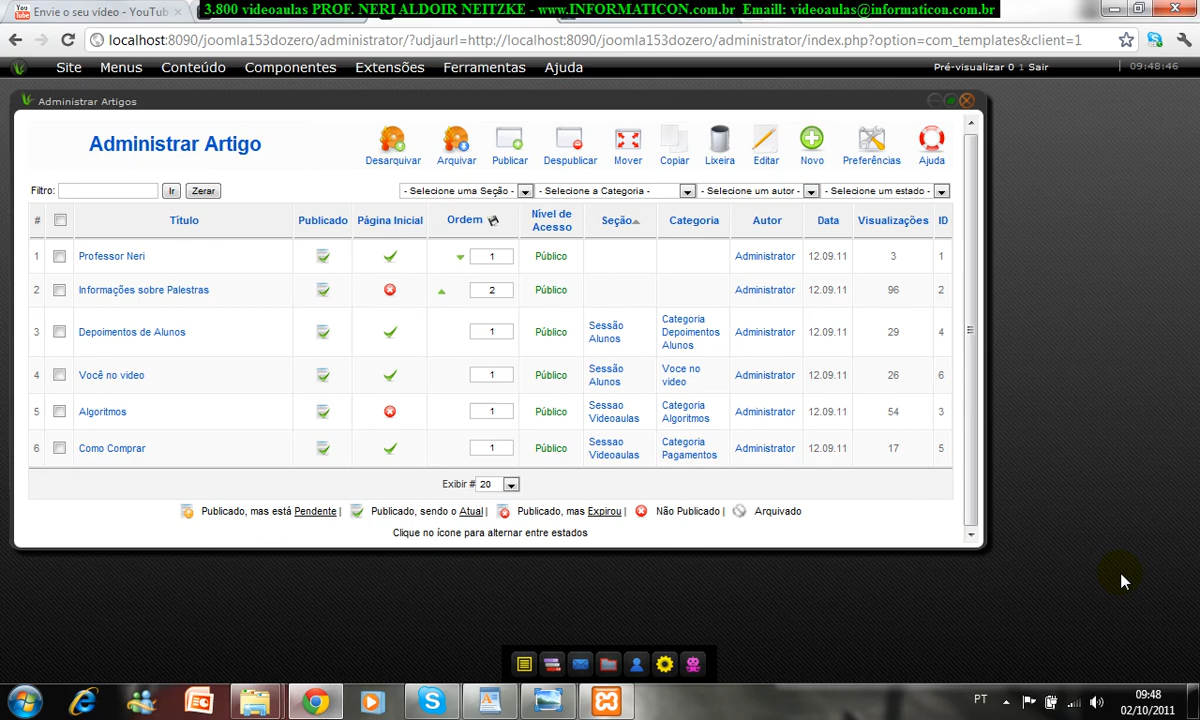 Envie o seu vídeo - YouTub
3.800 videoaulas PROF. NERI ALDOIR NEITZKE - www.INFORMATICON.com.br Emaill: videoaulas@informaticon.com.br
localhost:8090/joomla153dozero/administrator/?udjaurl=http://localhost:8090/joomla153dozero/administrator/index.php?option=com_templates&client=1
Site Menus Conteúdo Componentes Extensões Ferramentas Ajuda Pré-visualizar 0 1 Sair 09:48:46
Administrar Artigos
Administrar Artigo
Desarquivar Arquivar Publicar Despublicar Mover Copiar Lixeira Editar Novo Preferências Ajuda
Filtro: Ir Zerar - Selecione uma Seção - - Selecione a Categoria - - Selecione um autor - - Selecione um estado -
# Título Publicado Página Inicial Ordem Nível de Acesso Seção Categoria Autor Data Visualizações ID
1 Professor Neri 1 Público Administrator 12.09.11 3 1
2 Informações sobre Palestras 2 Público Administrator 12.09.11 96 2
3 Depoimentos de Alunos 1 Público Sessão Alunos Categoria Depoimentos Alunos Administrator 12.09.11 29 4
4 Você no video 1 Público Sessão Alunos Voce no video Administrator 12.09.11 26 6
5 Algoritmos 1 Público Sessao Videoaulas Categoria Algoritmos Administrator 12.09.11 54 3
6 Como Comprar 1 Público Sessao Videoaulas Categoria Pagamentos Administrator 12.09.11 17 5
Exibir # 20
Publicado, mas está Pendente | Publicado, sendo o Atual | Publicado, mas Expirou | Não Publicado | Arquivado
Clique no ícone para alternar entre estados
PT 09:48
02/10/2011